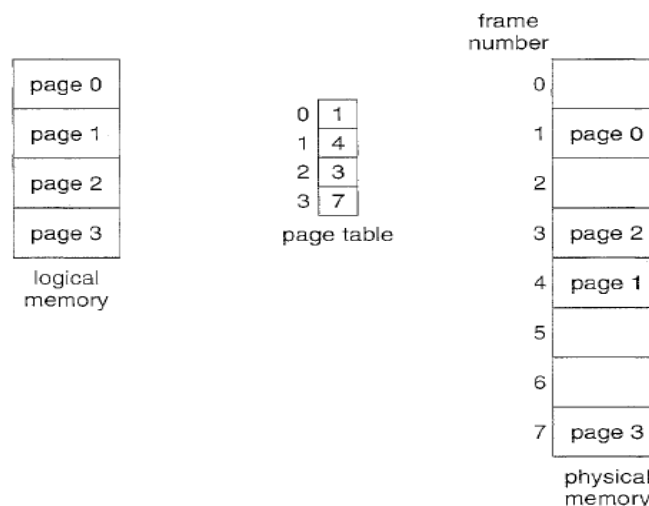 page 0
page 1
page 2
page 3
logical
memory
0 1
1 4
2 3
3 7
page table
frame
number
0
1 page 0
2
3 page 2
4 page 1
5
6
7 page 3
physical
memory